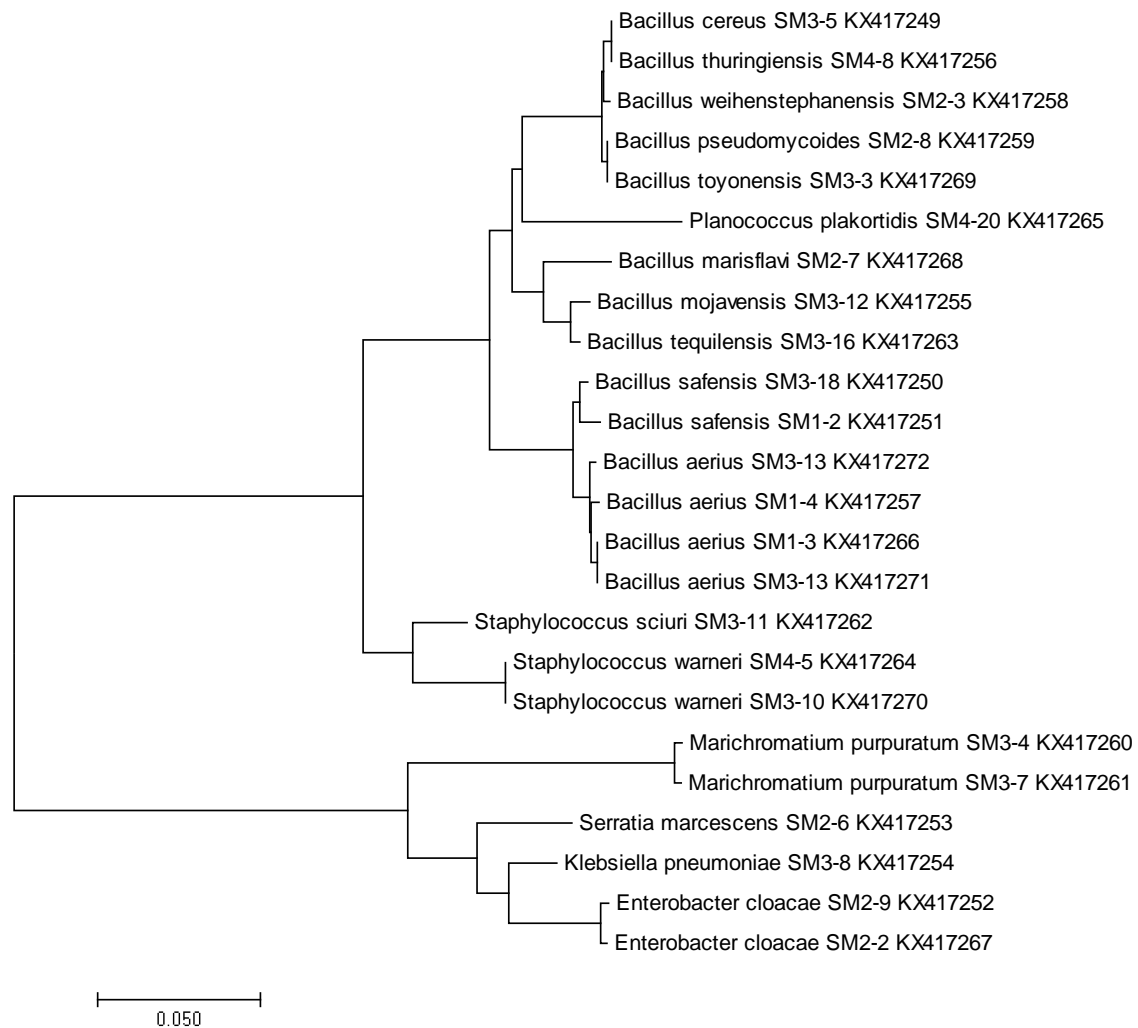 Bacillus cereus SM3-5 KX417249
Bacillus thuringiensis SM4-8 KX417256
Bacillus weihenstephanensis SM2-3 KX417258
Bacillus pseudomycoides SM2-8 KX417259
Bacillus toyonensis SM3-3 KX417269
Planococcus plakortidis SM4-20 KX417265
Bacillus marisflavi SM2-7 KX417268
Bacillus mojavensis SM3-12 KX417255
Bacillus tequilensis SM3-16 KX417263
Bacillus safensis SM3-18 KX417250
Bacillus safensis SM1-2 KX417251
Bacillus aerius SM3-13 KX417272
Bacillus aerius SM1-4 KX417257
Bacillus aerius SM1-3 KX417266
Bacillus aerius SM3-13 KX417271
Staphylococcus sciuri SM3-11 KX417262
Staphylococcus warneri SM4-5 KX417264
Staphylococcus warneri SM3-10 KX417270
Marichromatium purpuratum SM3-4 KX417260
Marichromatium purpuratum SM3-7 KX417261
Serratia marcescens SM2-6 KX417253
Klebsiella pneumoniae SM3-8 KX417254
Enterobacter cloacae SM2-9 KX417252
Enterobacter cloacae SM2-2 KX417267
0.050